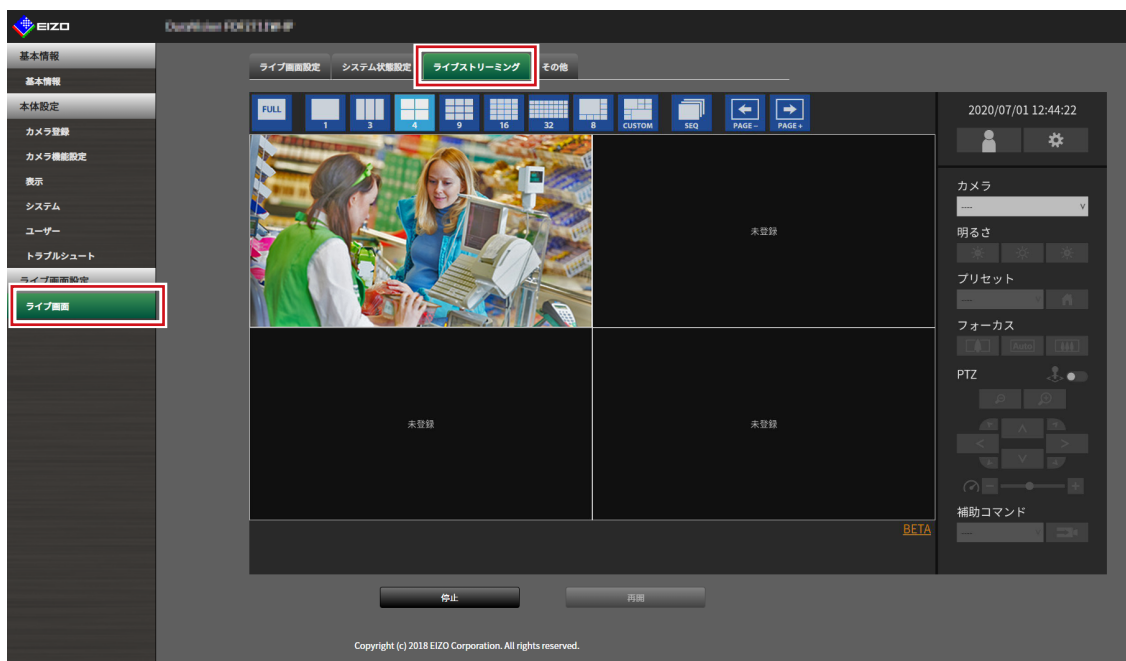 EIZO
基本情報
基本情報
本体設定
カメラ登録
カメラ機能設定
表示
システム
ユーザー
トラブルシュート
ライブ画面設定
ライブ画面
ライブ画面設定
システム状態設定
ライブストリーミング
その他
FULL
1
3
4
9
16
32
8
CUSTOM
SEQ
PAGE -
PAGE +
未登録
未登録
未登録
BETA
2020/07/01 12:44:22
カメラ
----
明るさ
プリセット
----
フォーカス
Auto
PTZ
補助コマンド
----
停止
再開
Copyright (c) 2018 EIZO Corporation. All rights reserved.